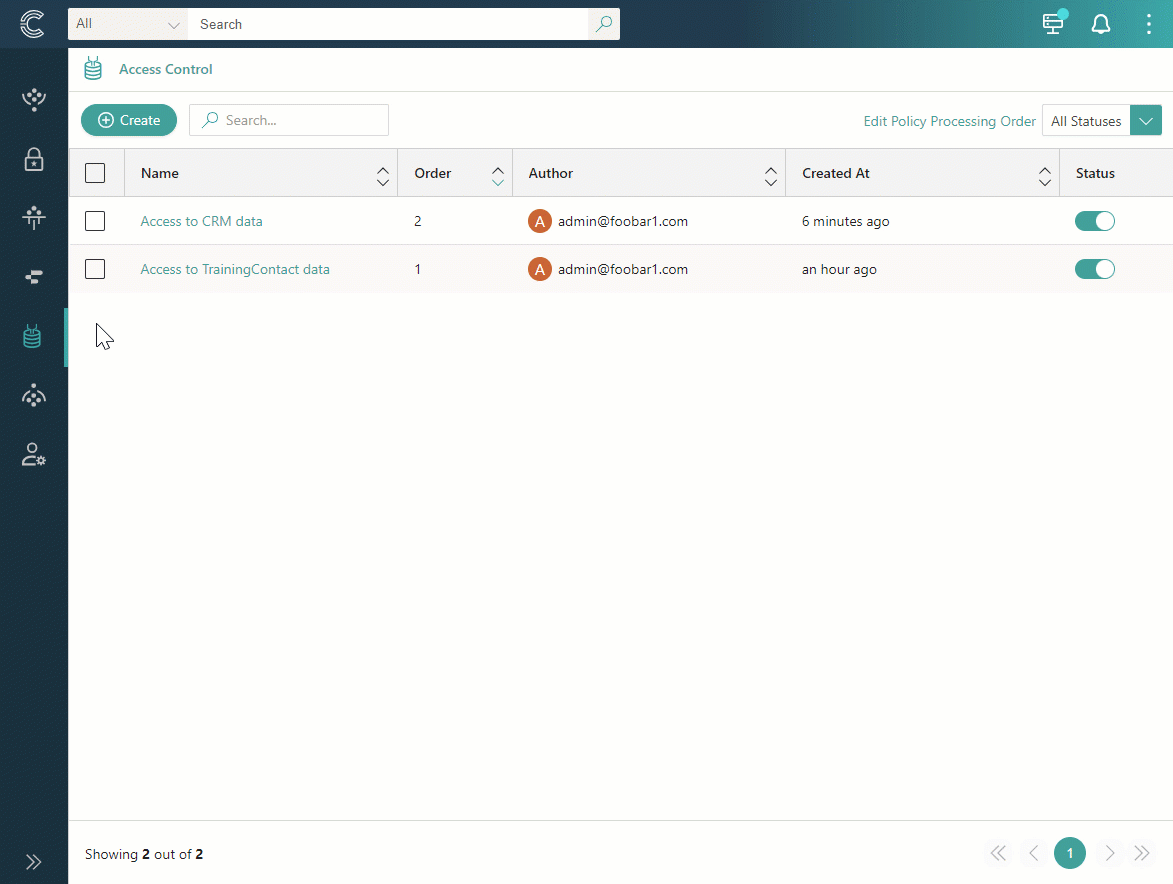 All
Search
Access Control
Create
Search...
Edit Policy Processing Order
All Statuses
Name
Order
Author
Created At
Status
Access to CRM data
2
A
admin@foobar1.com
6 minutes ago
Access to TrainingContact data
1
A
admin@foobar1.com
an hour ago
Showing 2 out of 2
1